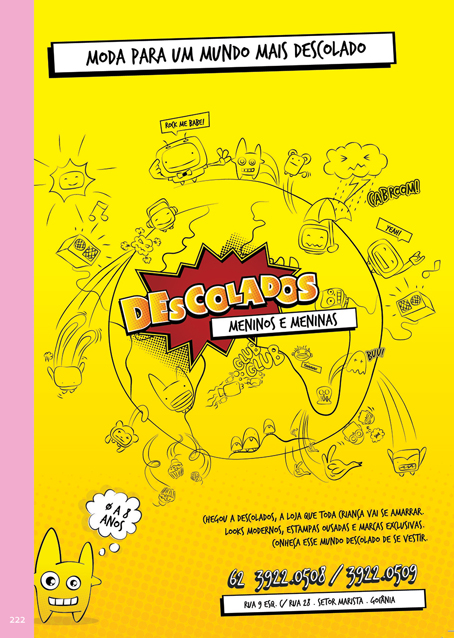 MODA PARA UM MUNDO MAIS DESCOLADO
ROCK ME BABE!
CABROOM!
YEAH!
DESCOLADOS
MENINOS E MENINAS
GLUB
GLUB
BUU!
0 A 8
ANOS
CHEGOU A DESCOLADOS, A LOJA QUE TODA CRIANÇA VAI SE AMARRAR.
LOOKS MODERNOS, ESTAMPAS OUSADAS E MARCAS EXCLUSIVAS.
CONHEÇA ESSE MUNDO DESCOLADO DE SE VESTIR.
62 3922.0508 / 3922.0509
RUA 9 ESQ. C/ RUA 28 . SETOR MARISTA . GOIÂNIA
222